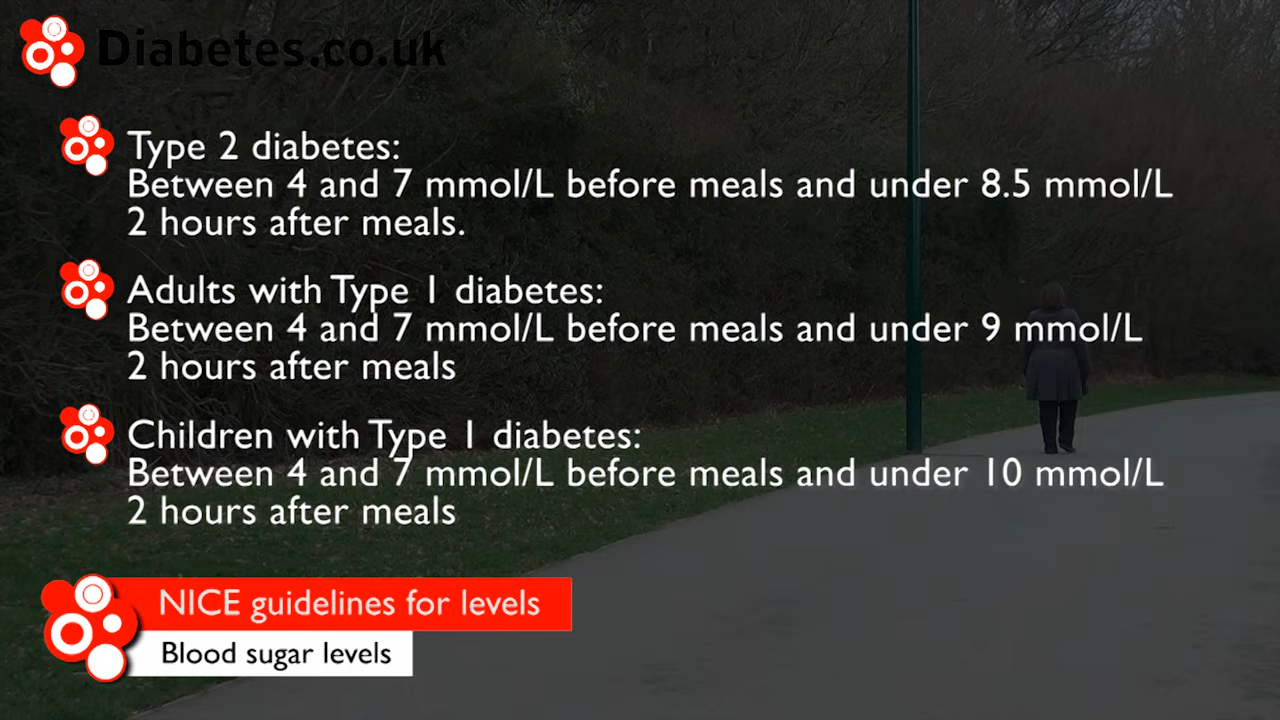 Diabetes.co.uk
Type 2 diabetes:
Between 4 and 7 mmol/L before meals and under 8.5 mmol/L
2 hours after meals.
Adults with Type 1 diabetes:
Between 4 and 7 mmol/L before meals and under 9 mmol/L
2 hours after meals
Children with Type 1 diabetes:
Between 4 and 7 mmol/L before meals and under 10 mmol/L
2 hours after meals
NICE guidelines for levels
Blood sugar levels